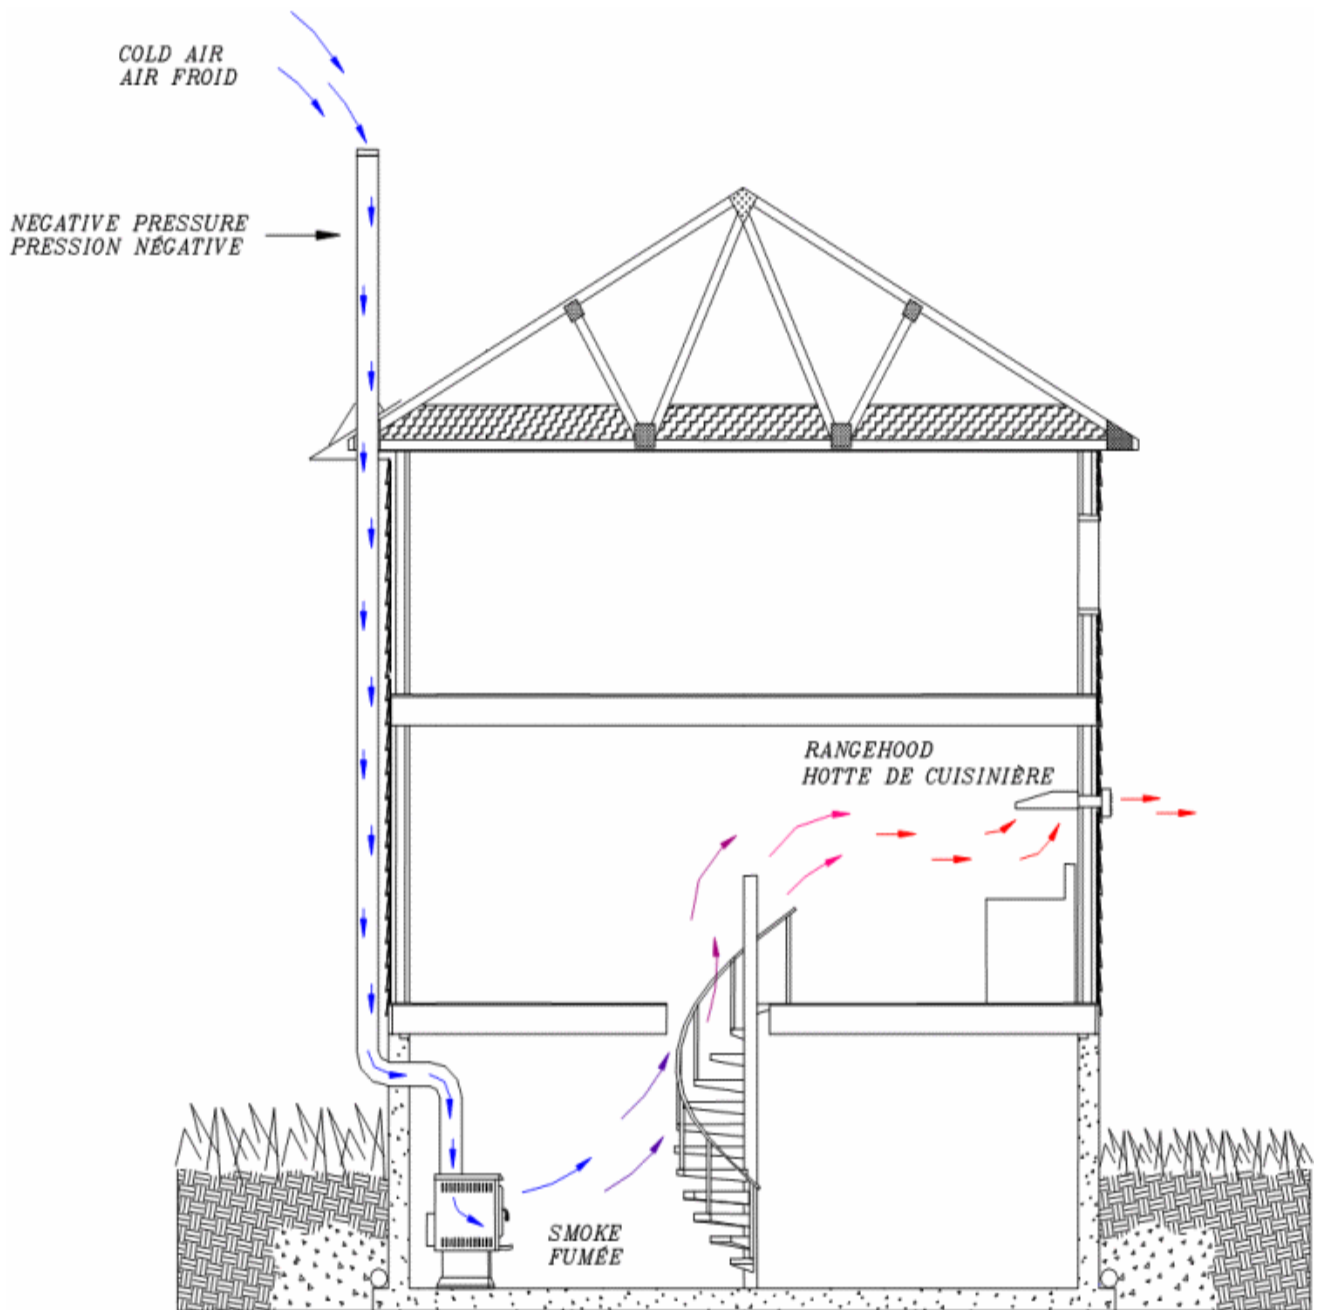 COLD AIR
AIR FROID
NEGATIVE PRESSURE
PRESSION NÉGATIVE
RANGEHOOD
HOTTE DE CUISINIÈRE
SMOKE
FUMÉE